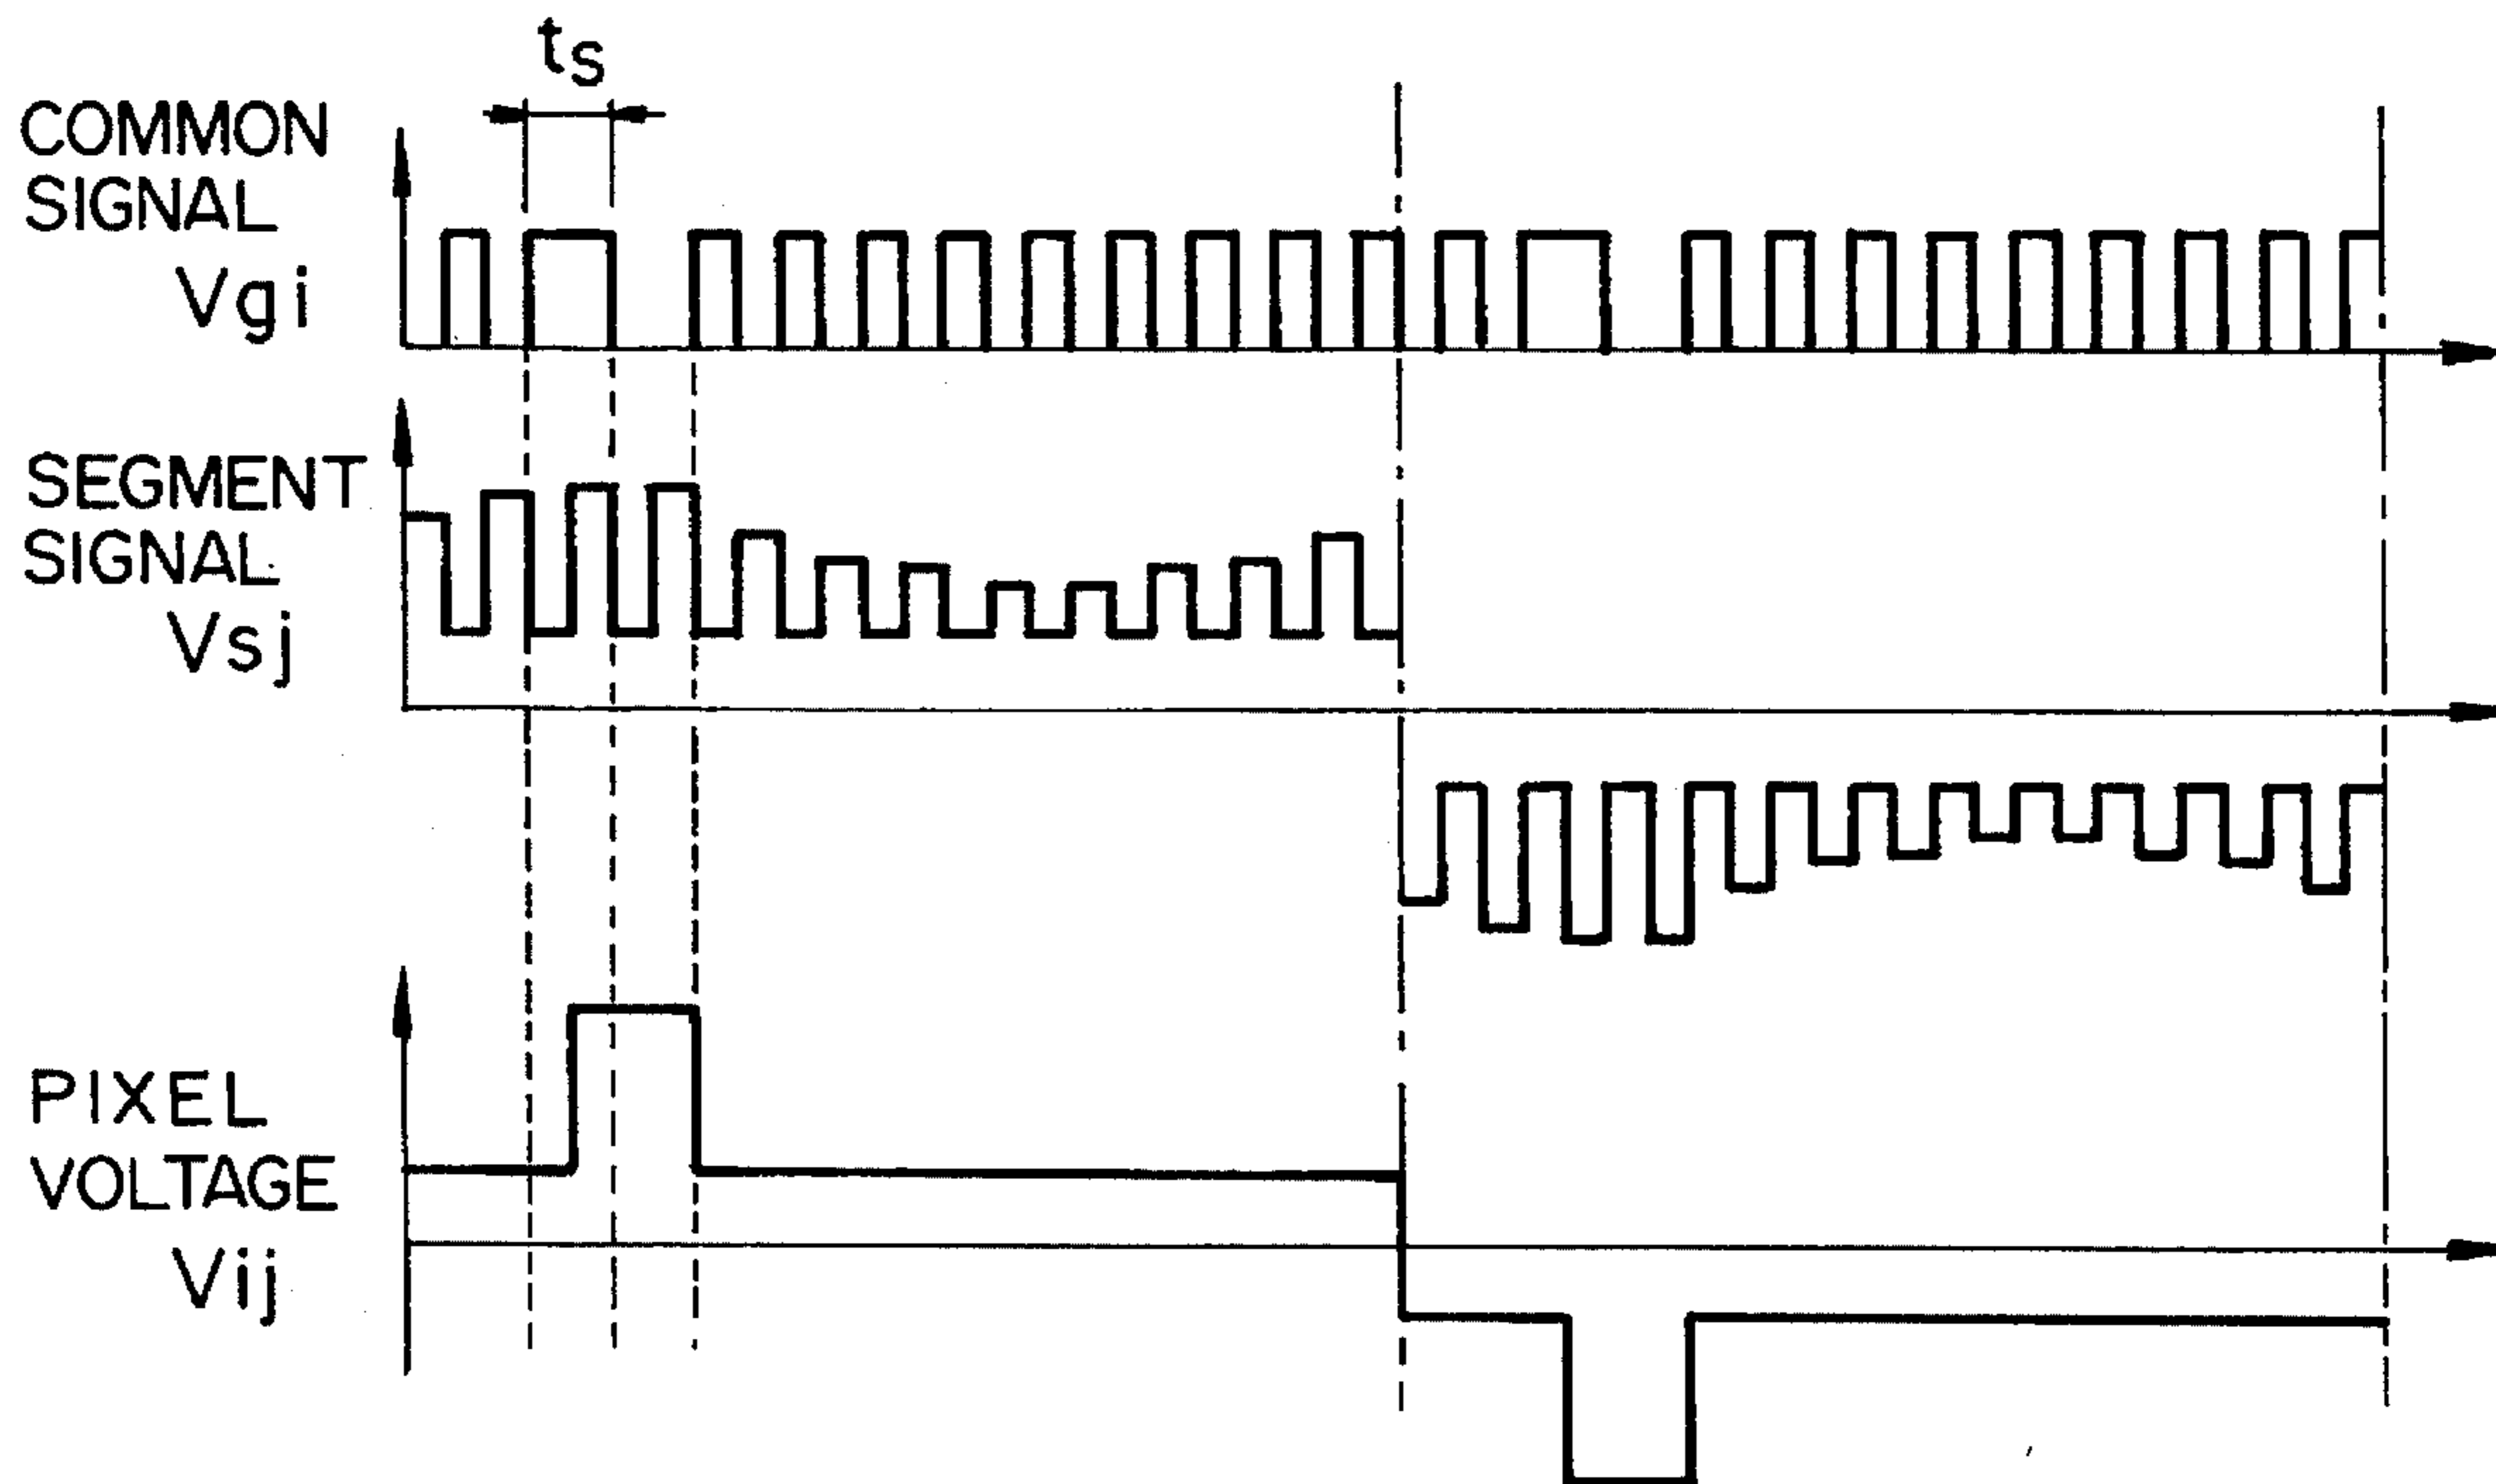 ts
COMMON
SIGNAL
Vgi
SEGMENT
SIGNAL
Vsj
PIXEL
VOLTAGE
Vij